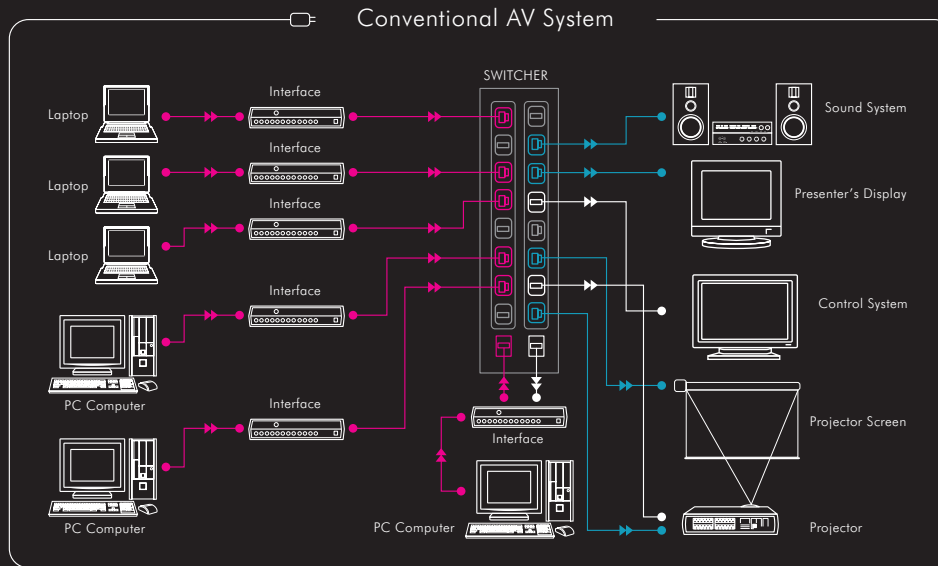 Conventional AV System
SWITCHER
Interface
Laptop
Sound System
Interface
Laptop
Presenter's Display
Interface
Laptop
Interface
Control System
PC Computer
Interface
Projector Screen
Interface
PC Computer
PC Computer
Projector